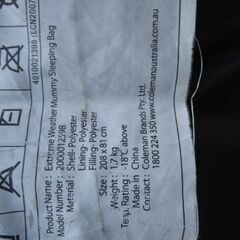 4010021398 (ECN2007
Product Name : Extreme Weather Mummy Sleeping Bag
Model Number : 2000012598
Materials : Shell-Polyester
Lining-Polyester
Filling-Polyester
Size : 208 x 81 cm
Weight : 1.7 kg
Temp. Rating : -18°C above
Made in : China
Contact : Coleman Brands Pty. Ltd.
1800 224 350 www.colemanaustralia.com.au